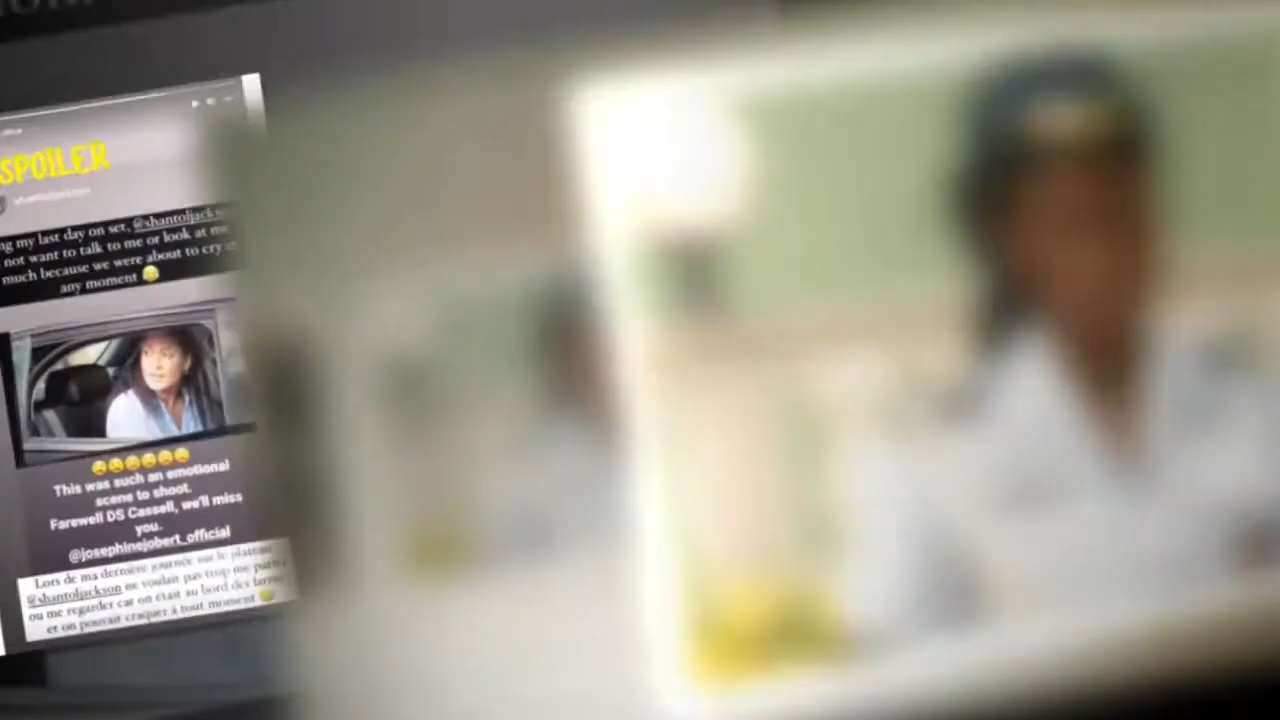 SPOILER
ng my last day on set, @shantoljackson
not want to talk to me or look at me
much because we were about to cry
any moment 😅
😩😩😩😩😩😩
This was such an emotional
scene to shoot.
Farewell DS Cassell, we'll miss
you.
@josephinejobert_official
Lors de ma dernière journée sur le plateau
@shantoljackson ne voulait pas trop me parler
ou me regarder car on était au bord des larmes
et on pouvait craquer à tout moment 😅